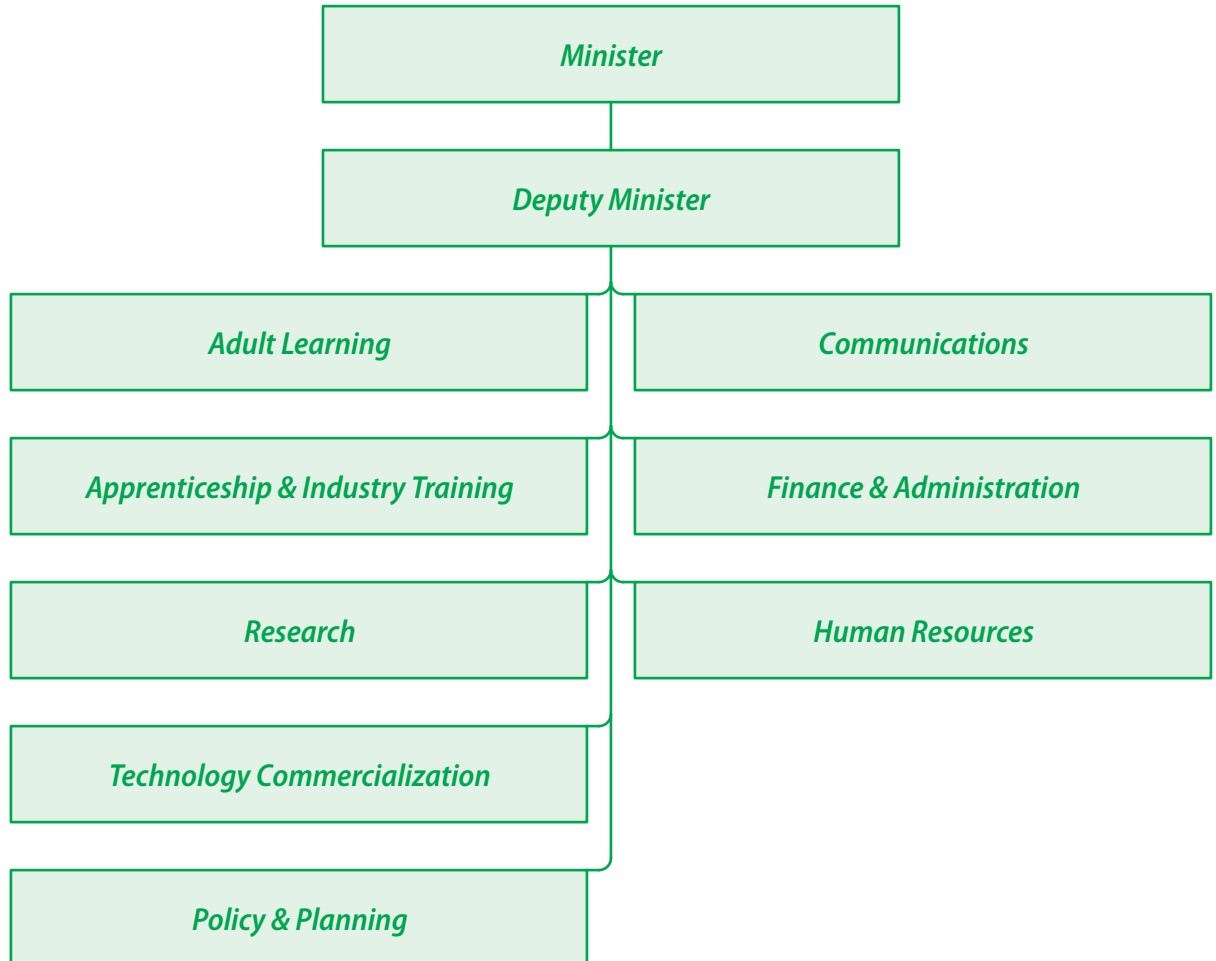 Minister
Deputy Minister
Adult Learning
Communications
Apprenticeship & Industry Training
Finance & Administration
Research
Human Resources
Technology Commercialization
Policy & Planning